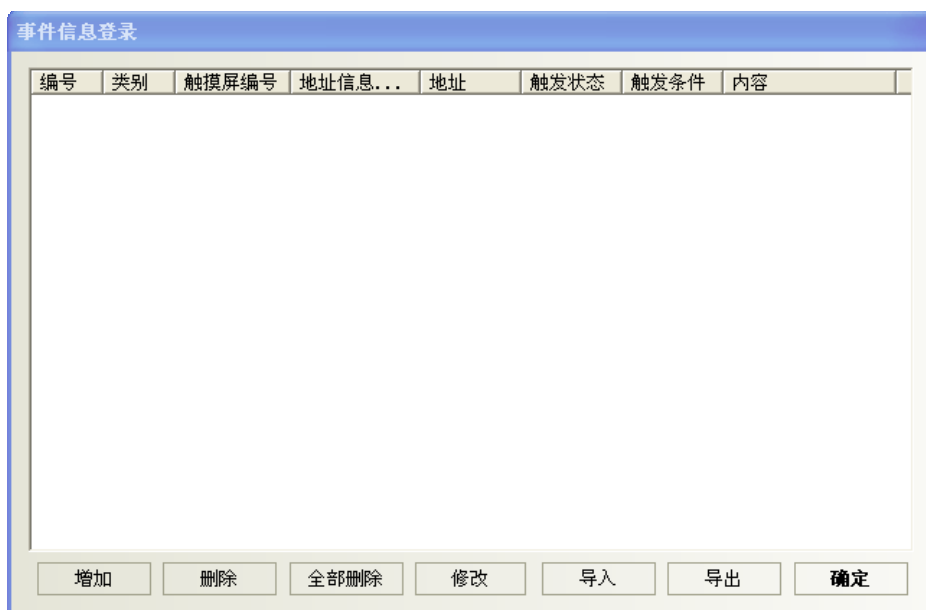 事件信息登录
编号 类别 触摸屏编号 地址信息... 地址 触发状态 触发条件 内容
增加 删除 全部删除 修改 导入 导出 确定